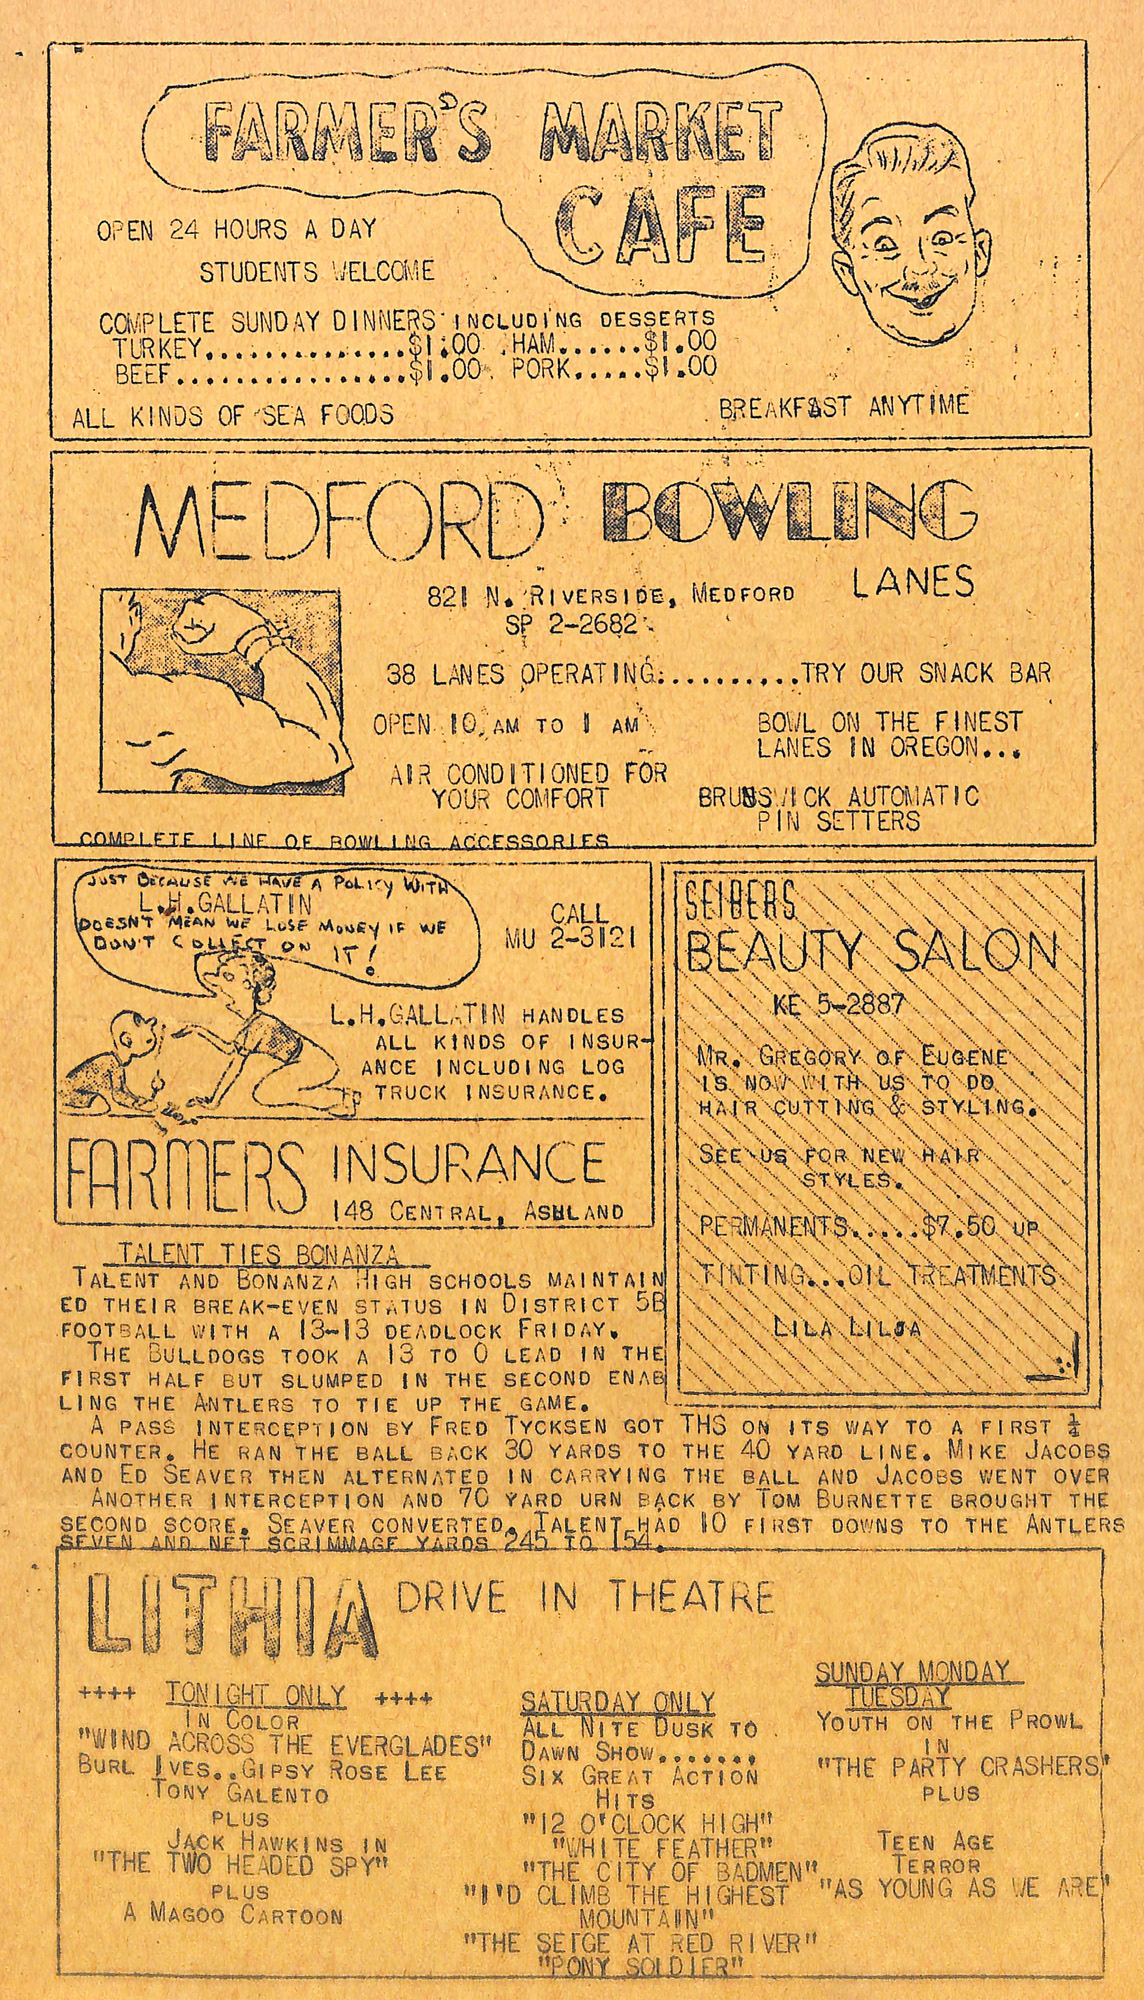 FARMER'S MARKET
CAFE
OPEN 24 HOURS A DAY
STUDENTS WELCOME
COMPLETE SUNDAY DINNERS INCLUDING DESSERTS
TURKEY...............$1.00 HAM......$1.00
BEEF.................$1.00 PORK.....$1.00
ALL KINDS OF SEA FOODS
BREAKFAST ANYTIME
MEDFORD BOWLING
LANES
821 N. RIVERSIDE, MEDFORD
SP 2-2682
38 LANES OPERATING...........TRY OUR SNACK BAR
OPEN 10 AM TO 1 AM
BOWL ON THE FINEST
LANES IN OREGON...
AIR CONDITIONED FOR
YOUR COMFORT
BRUNSWICK AUTOMATIC
PIN SETTERS
COMPLETE LINE OF BOWLING ACCESSORIES
JUST BECAUSE WE HAVE A POLICY WITH
L.H.GALLATIN
DOESN'T MEAN WE LOSE MONEY IF WE
DON'T COLLECT ON IT!
CALL
MU 2-3121
L.H.GALLATIN HANDLES
ALL KINDS OF INSUR-
ANCE INCLUDING LOG
TRUCK INSURANCE.
FARMERS INSURANCE
148 CENTRAL, ASHLAND
SEIBERS
BEAUTY SALON
KE 5-2887
MR. GREGORY OF EUGENE
IS NOW WITH US TO DO
HAIR CUTTING & STYLING.
SEE US FOR NEW HAIR
STYLES.
PERMANENTS.....$7.50 UP
TINTING...OIL TREATMENTS
LILA LILJA
TALENT TIES BONANZA
TALENT AND BONANZA HIGH SCHOOLS MAINTAIN
ED THEIR BREAK-EVEN STATUS IN DISTRICT 5B
FOOTBALL WITH A 13-13 DEADLOCK FRIDAY.
THE BULLDOGS TOOK A 13 TO 0 LEAD IN THE
FIRST HALF BUT SLUMPED IN THE SECOND ENAB
LING THE ANTLERS TO TIE UP THE GAME.
A PASS INTERCEPTION BY FRED TYCKSEN GOT THS ON ITS WAY TO A FIRST ¼
COUNTER. HE RAN THE BALL BACK 30 YARDS TO THE 40 YARD LINE. MIKE JACOBS
AND ED SEAVER THEN ALTERNATED IN CARRYING THE BALL AND JACOBS WENT OVER
ANOTHER INTERCEPTION AND 70 YARD URN BACK BY TOM BURNETTE BROUGHT THE
SECOND SCORE. SEAVER CONVERTED. TALENT HAD 10 FIRST DOWNS TO THE ANTLERS
SEVEN AND NET SCRIMMAGE YARDS 245 TO 154.
LITHIA DRIVE IN THEATRE
++++ TONIGHT ONLY ++++
IN COLOR
"WIND ACROSS THE EVERGLADES"
BURL IVES..GIPSY ROSE LEE
TONY GALENTO
PLUS
JACK HAWKINS IN
"THE TWO HEADED SPY"
PLUS
A MAGOO CARTOON
SATURDAY ONLY
ALL NITE DUSK TO
DAWN SHOW.......
SIX GREAT ACTION
HITS
"12 O'CLOCK HIGH"
"WHITE FEATHER"
"THE CITY OF BADMEN"
"I'D CLIMB THE HIGHEST
MOUNTAIIN"
"THE SEIGE AT RED RIVER"
"PONY SOLDIER"
SUNDAY MONDAY
TUESDAY
YOUTH ON THE PROWL
IN
"THE PARTY CRASHERS"
PLUS
TEEN AGE
TERROR
"AS YOUNG AS WE ARE"